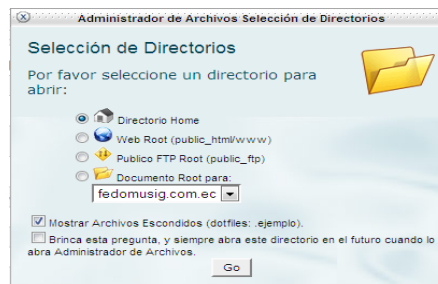 Administrador de Archivos Selección de Directorios
Selección de Directorios
Por favor seleccione un directorio para
abrir:
Directorio Home
Web Root (public_html/www)
Publico FTP Root (public_ftp)
Documento Root para:
fedomusig.com.ec
Mostrar Archivos Escondidos (dotfiles: .ejemplo).
Brinca esta pregunta, y siempre abra este directorio en el futuro cuando lo
abra Administrador de Archivos.
Go